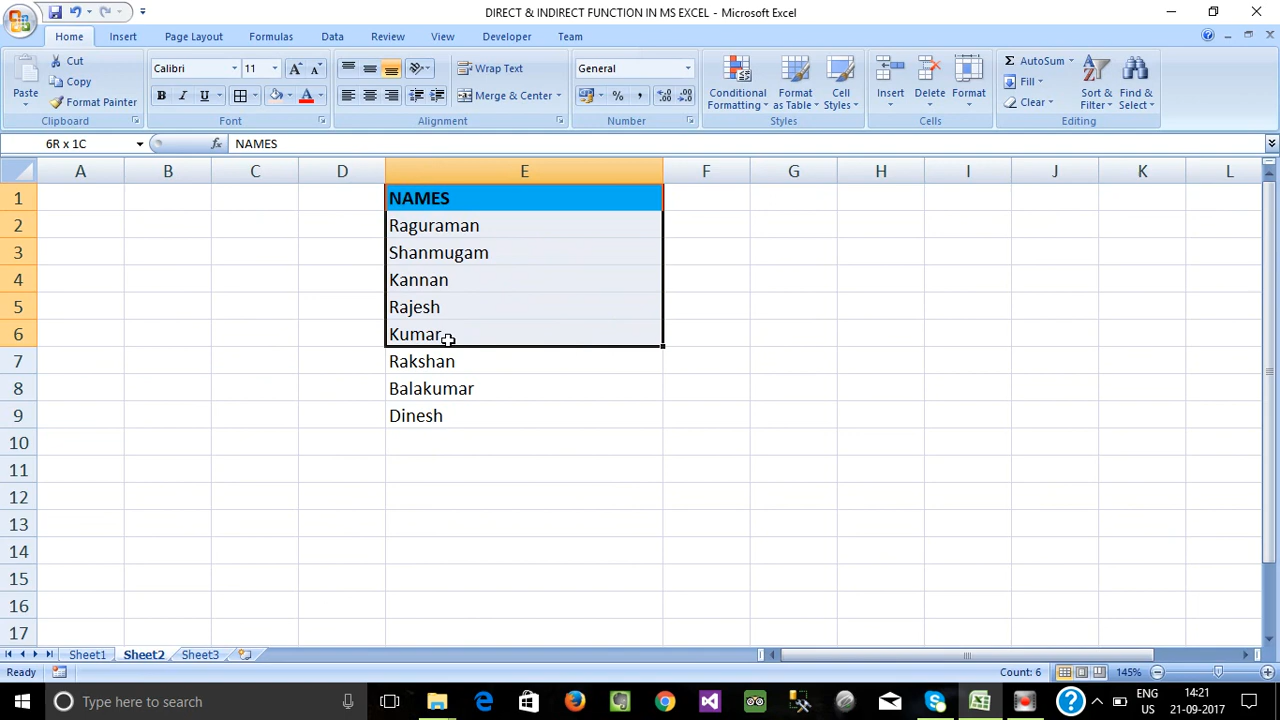 DIRECT & INDIRECT FUNCTION IN MS EXCEL - Microsoft Excel
Home Insert Page Layout Formulas Data Review View Developer Team
Paste Cut Copy Format Painter Clipboard
Calibri 11 A A B I U A Font
Wrap Text Merge & Center Alignment
General % , .0 .00 .00 .0 Number
Conditional Formatting Format as Table Cell Styles Styles
Insert Delete Format Cells
Σ AutoSum Fill Clear Sort & Filter Find & Select Editing
6R x 1C fx NAMES
A B C D E F G H I J K L
1 NAMES
2 Raguraman
3 Shanmugam
4 Kannan
5 Rajesh
6 Kumar
7 Rakshan
8 Balakumar
9 Dinesh
10
11
12
13
14
15
16
17
Sheet1 Sheet2 Sheet3
Ready Count: 6 145%
Type here to search ENG US 14:21 21-09-2017